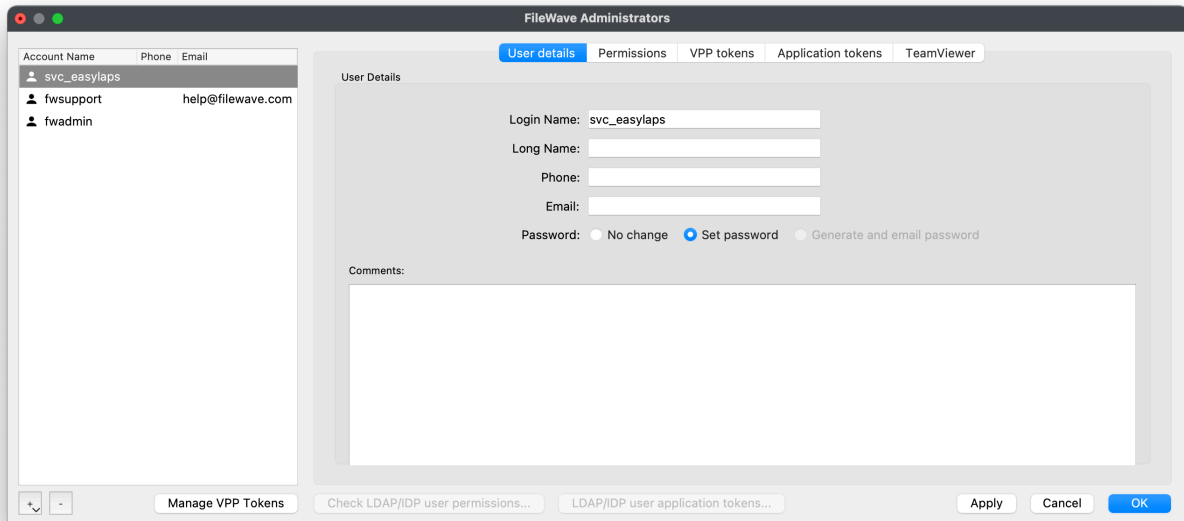 FileWave Administrators
Account Name Phone Email
svc_easylaps
fwsupport help@filewave.com
fwadmin
User details Permissions VPP tokens Application tokens TeamViewer
User Details
Login Name: svc_easylaps
Long Name:
Phone:
Email:
Password: No change Set password Generate and email password
Comments:
+ - Manage VPP Tokens Check LDAP/IDP user permissions... LDAP/IDP user application tokens... Apply Cancel OK